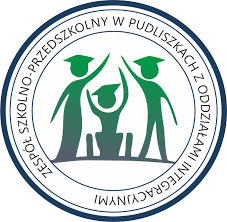 ZESPÓŁ SZKOLNO-PRZEDSZKOLNY W PUDLISZKACH Z ODDZIAŁAMI INTEGRACYJNYMI